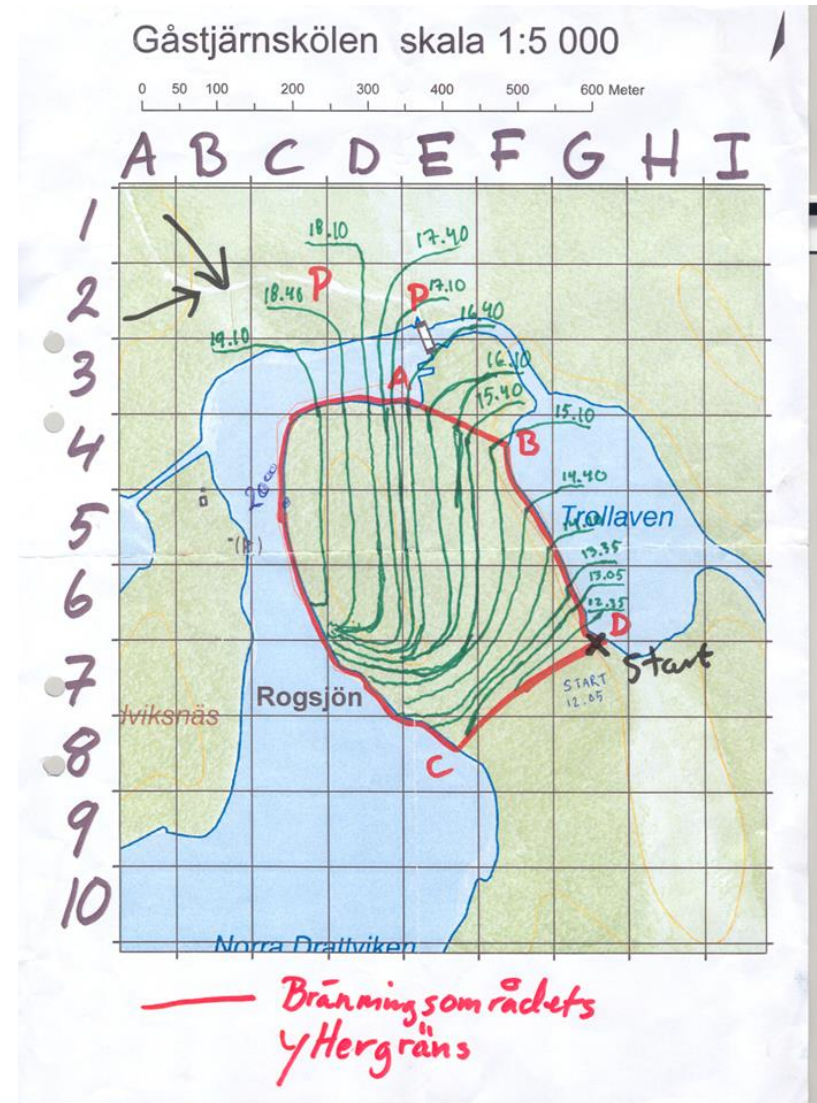 Gåstjärnskölen skala 1:5 000
0 50 100 200 300 400 500 600 Meter
A B C D E F G H I
1
18.10
17.40
2
P
18.40
P
17.10
16.40
19.10
3
A
16.10
15.40
15.10
B
4
14.40
20
5
Trollaven
13.35
6
13.05
12.35
D
Start
7
START
12.05
Rogsjön
dviksnäs
8
C
9
10
Norra Drattviken
Bränningsområdets
yttergräns